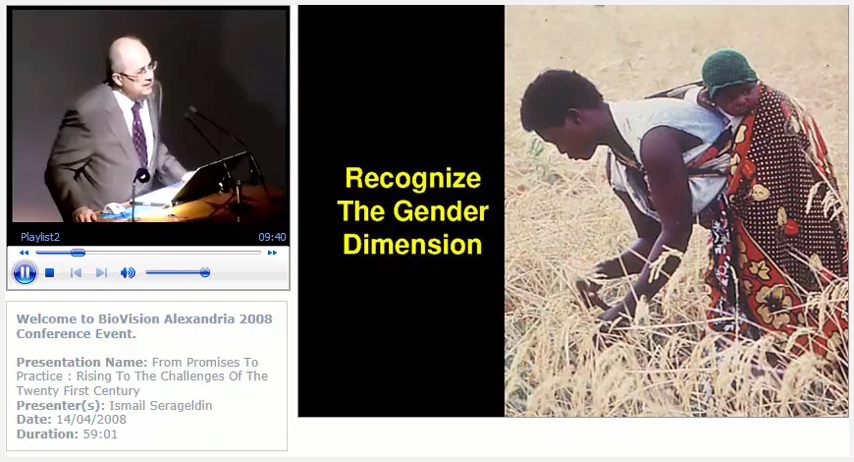 Playlist2
09:40
Welcome to BioVision Alexandria 2008
Conference Event.
Presentation Name: From Promises To
Practice : Rising To The Challenges Of The
Twenty First Century
Presenter(s): Ismail Serageldin
Date: 14/04/2008
Duration: 59:01
Recognize
The Gender
Dimension